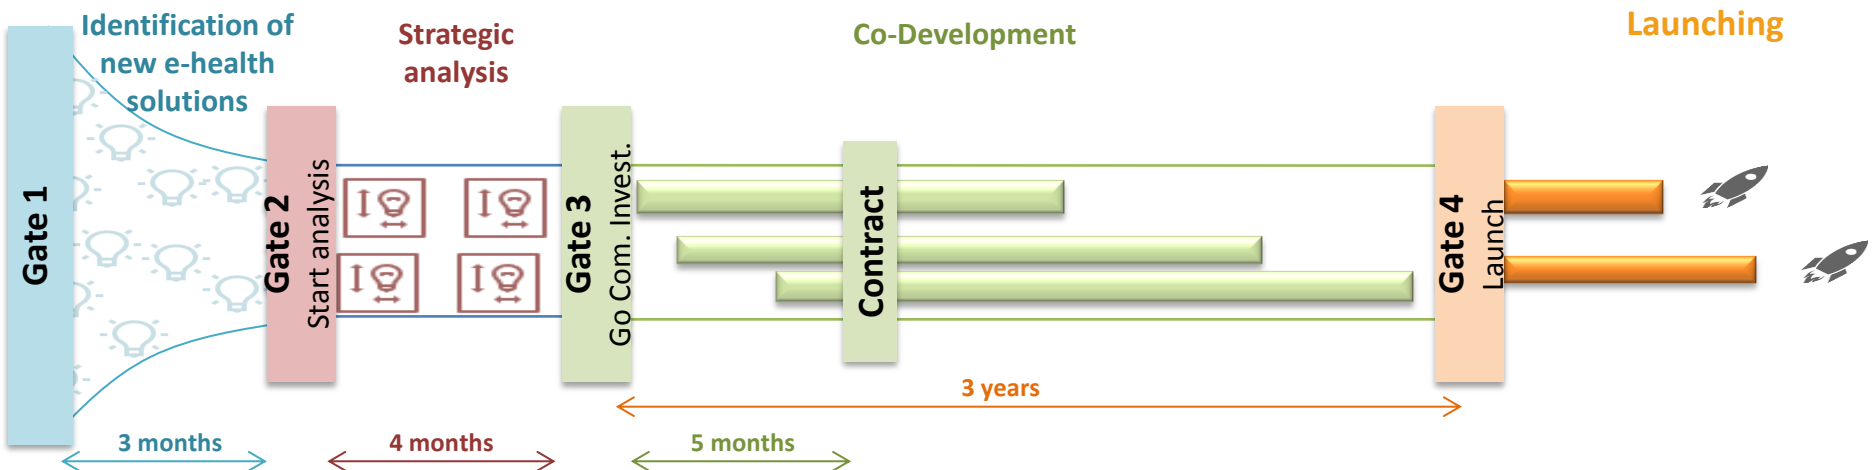 Identification of
new e-health
solutions
Strategic
analysis
Co-Development
Launching
Gate 1
Gate 2
Start analysis
Gate 3
Go Com. Invest.
Contract
Gate 4
Launch
3 years
3 months
4 months
5 months